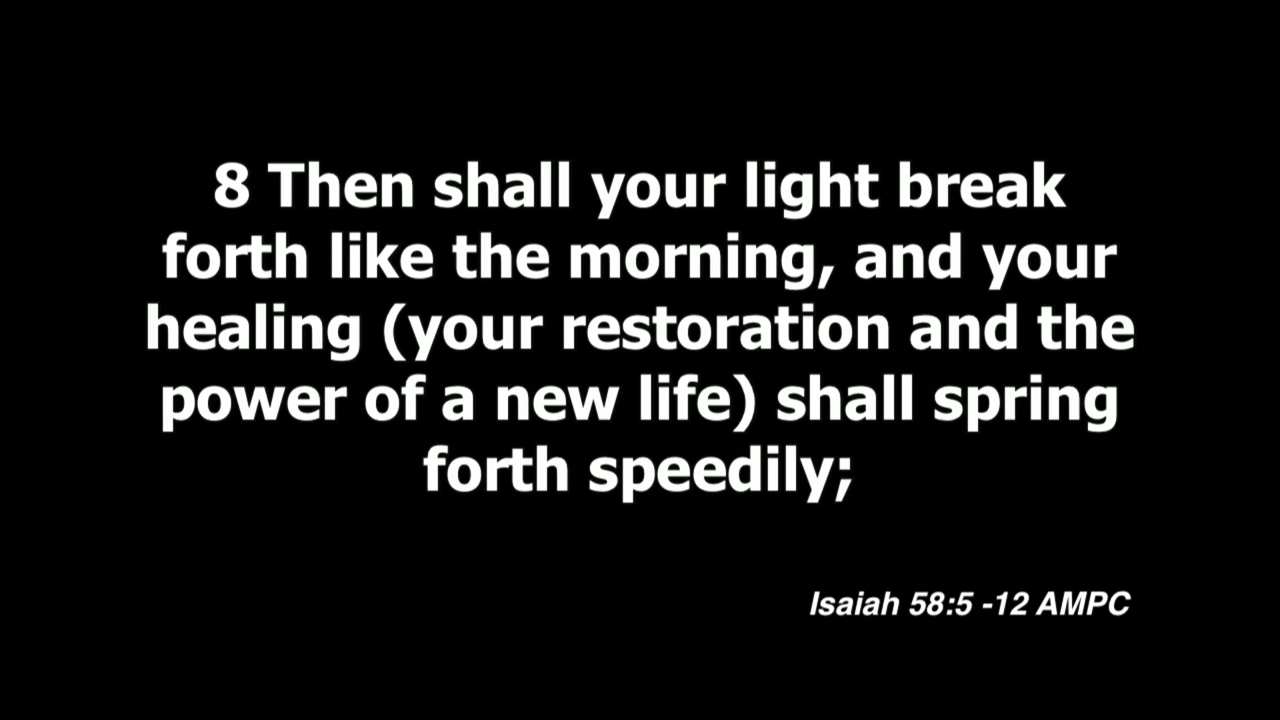 8 Then shall your light break
forth like the morning, and your
healing (your restoration and the
power of a new life) shall spring
forth speedily;
Isaiah 58:5 -12 AMPC